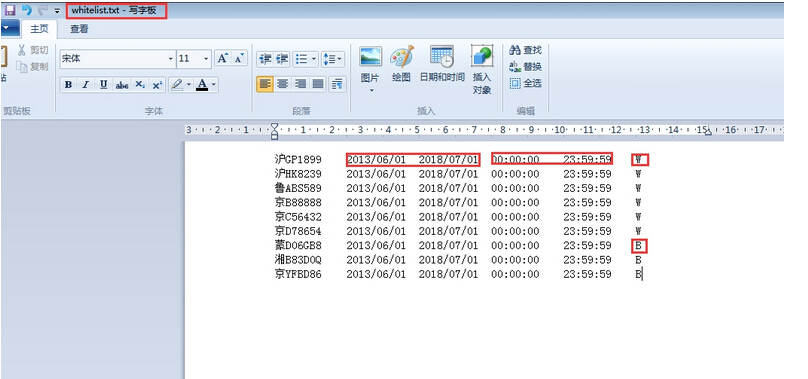 whitelist.txt - 写字板
主页 查看
剪切
复制
剪贴板
宋体 11 A A
B I U abc X₂ X² A
字体
段落
图片 绘图 日期和时间 插入对象
插入
查找
替换
全选
编辑
3 2 1 1 2 3 4 5 6 7 8 9 10 11 12 13 14 15 16 17
沪GP1899 2013/06/01 2018/07/01 00:00:00 23:59:59 W
沪HK8239 2013/06/01 2018/07/01 00:00:00 23:59:59 W
鲁ABS589 2013/06/01 2018/07/01 00:00:00 23:59:59 W
京B88888 2013/06/01 2018/07/01 00:00:00 23:59:59 W
京C56432 2013/06/01 2018/07/01 00:00:00 23:59:59 W
京D78654 2013/06/01 2018/07/01 00:00:00 23:59:59 W
蒙D06GB8 2013/06/01 2018/07/01 00:00:00 23:59:59 B
湘B83D0Q 2013/06/01 2018/07/01 00:00:00 23:59:59 B
京YFBD86 2013/06/01 2018/07/01 00:00:00 23:59:59 B